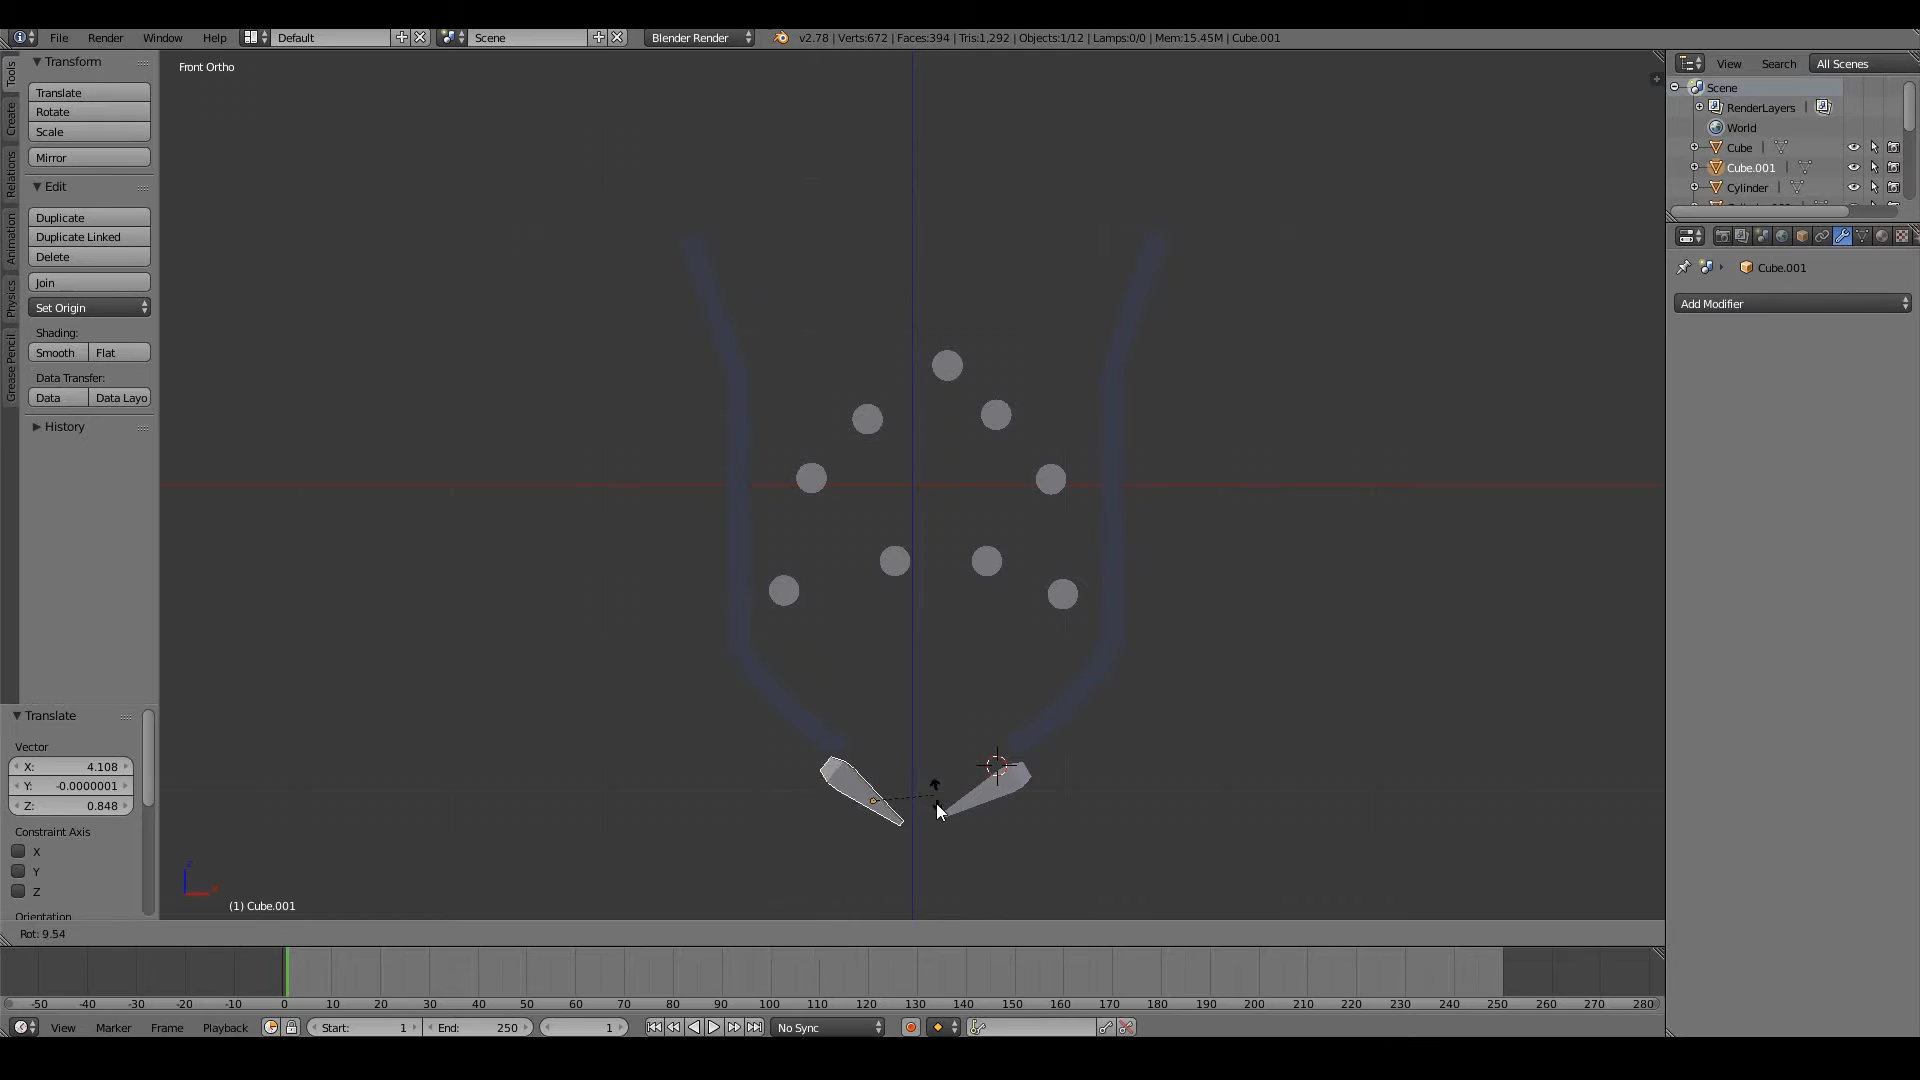 File Render Window Help Default Scene Blender Render v2.78 | Verts:672 | Faces:394 | Tris:1,292 | Objects:1/12 | Lamps:0/0 | Mem:15.45M | Cube.001
Tools
Create
Relations
Animation
Physics
Grease Pencil
Transform
Translate
Rotate
Scale
Mirror
Edit
Duplicate
Duplicate Linked
Delete
Join
Set Origin
Shading:
Smooth Flat
Data Transfer:
Data Data Layo
History
Translate
Vector
X: 4.108
Y: -0.0000001
Z: 0.848
Constraint Axis
X
Y
Z
Orientation
Front Ortho
z
x
(1) Cube.001
View Search All Scenes
Scene
RenderLayers
World
Cube
Cube.001
Cylinder
Cube.001
Add Modifier
Rot: 9.54
-50 -40 -30 -20 -10 0 10 20 30 40 50 60 70 80 90 100 110 120 130 140 150 160 170 180 190 200 210 220 230 240 250 260 270 280
View Marker Frame Playback Start: 1 End: 250 1 No Sync